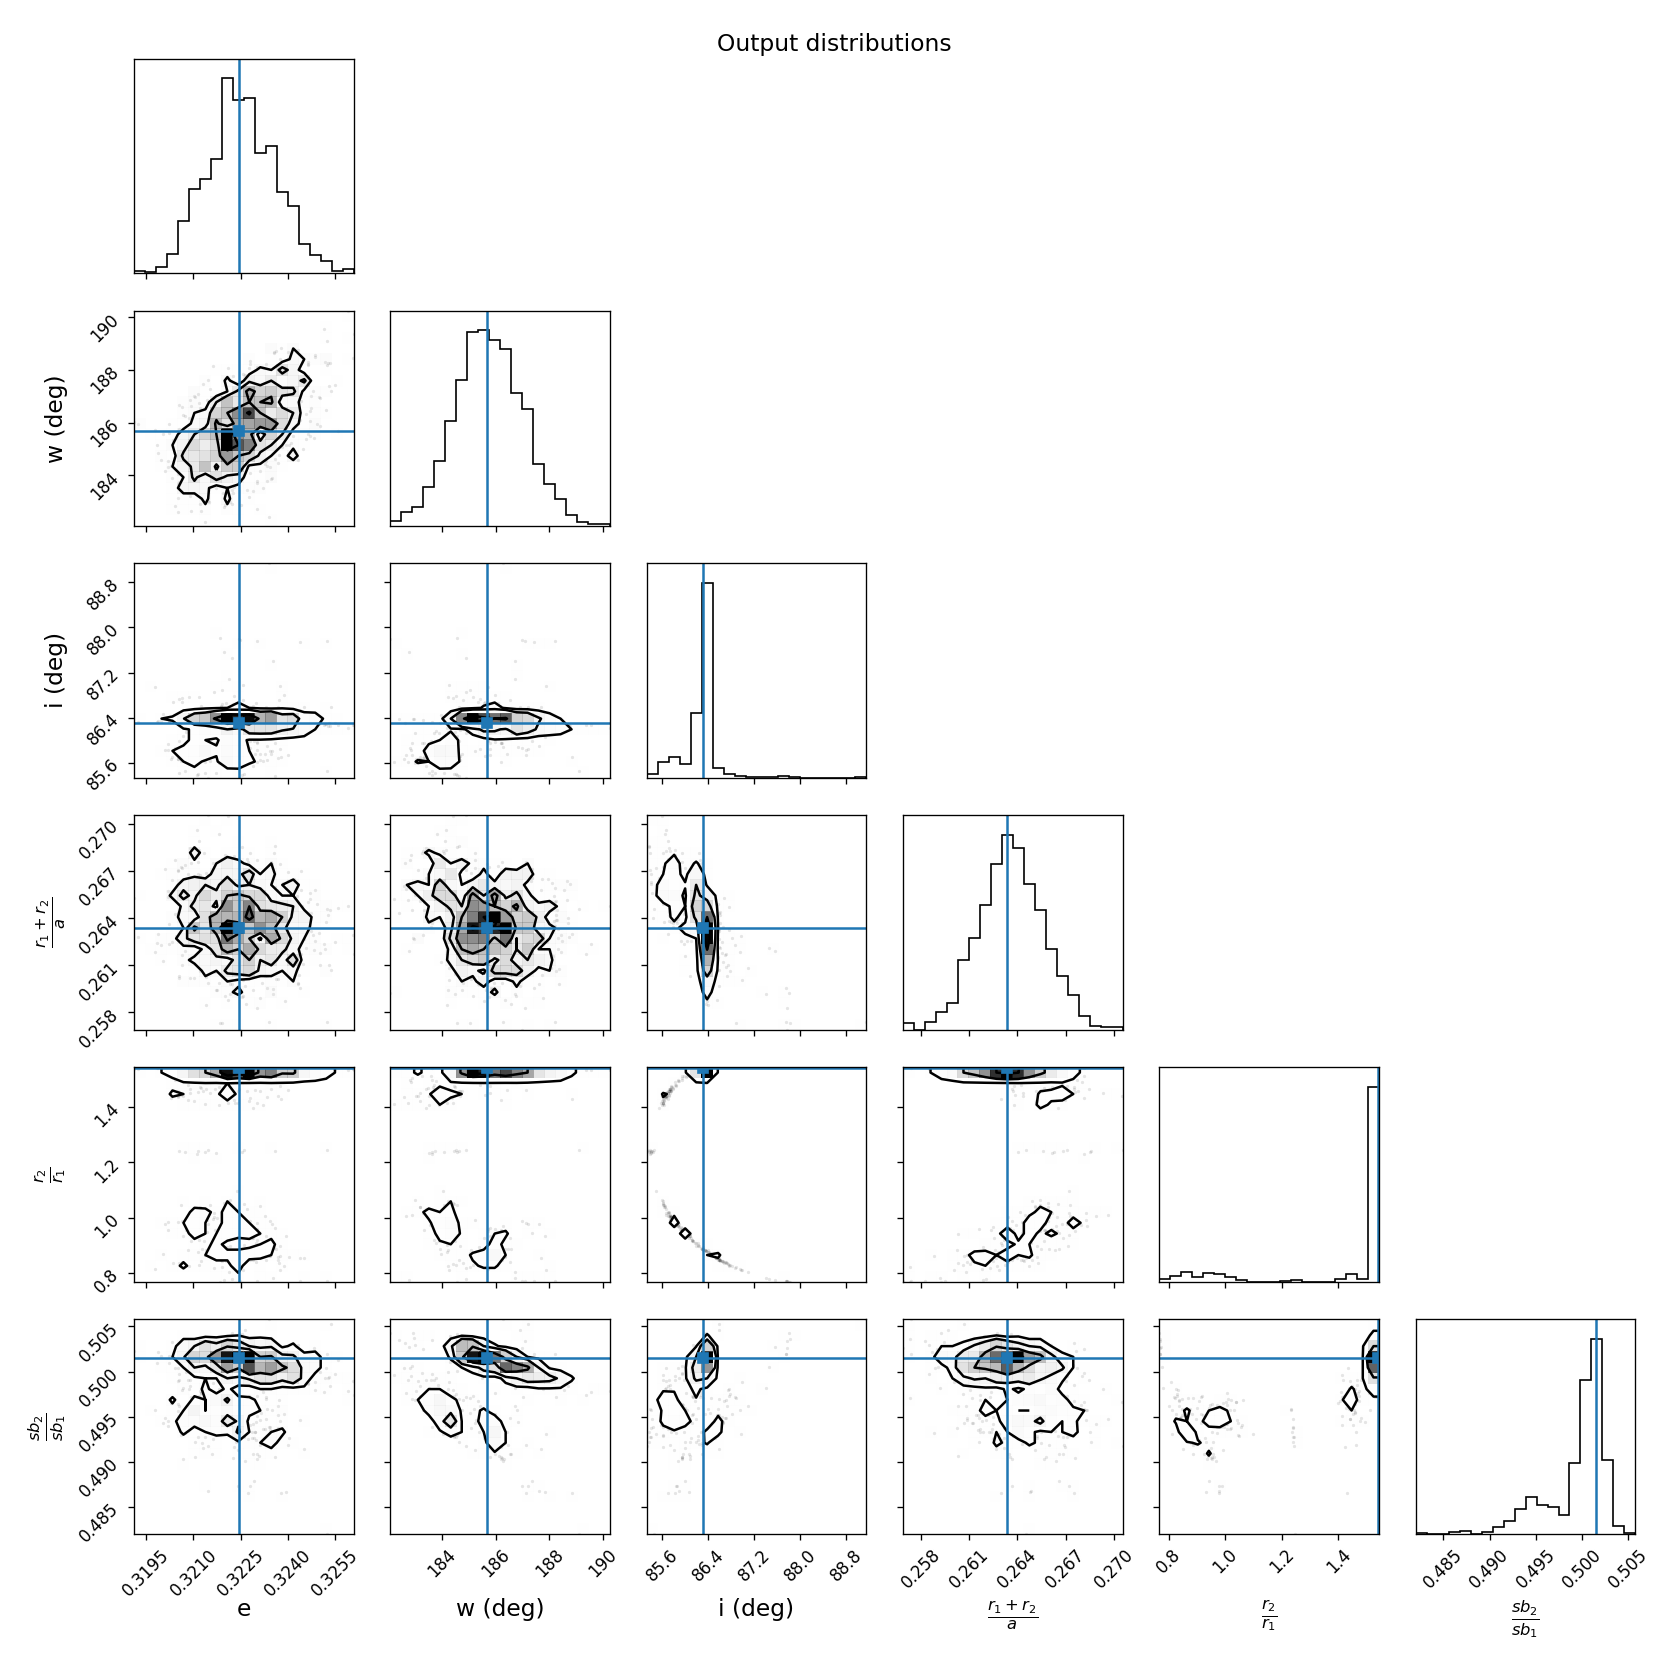 Output distributions
w (deg)
190
188
186
184
i (deg)
88.8
88.0
87.2
86.4
85.6
r₁ + r₂
a
0.270
0.267
0.264
0.261
0.258
r₂
r₁
1.4
1.2
1.0
0.8
sb₂
sb₁
0.505
0.500
0.495
0.490
0.485
0.3195 0.3210 0.3225 0.3240 0.3255 184 186 188 190 85.6 86.4 87.2 88.0 88.8 0.258 0.261 0.264 0.267 0.270 0.8 1.0 1.2 1.4 0.485 0.490 0.495 0.500 0.505
e w (deg) i (deg) r₁ + r₂ r₂ sb₂
a r₁ sb₁